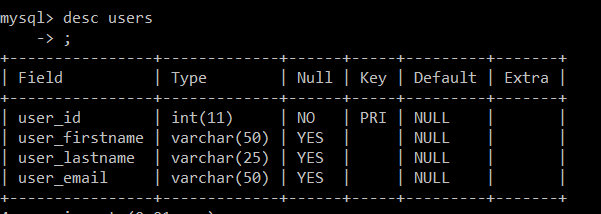 mysql> desc users
    -> ;
+----------------+-------------+------+-----+---------+-------+
| Field          | Type        | Null | Key | Default | Extra |
+----------------+-------------+------+-----+---------+-------+
| user_id        | int(11)     | NO   | PRI | NULL    |       |
| user_firstname | varchar(50) | YES  |     | NULL    |       |
| user_lastname  | varchar(25) | YES  |     | NULL    |       |
| user_email     | varchar(50) | YES  |     | NULL    |       |
+----------------+-------------+------+-----+---------+-------+